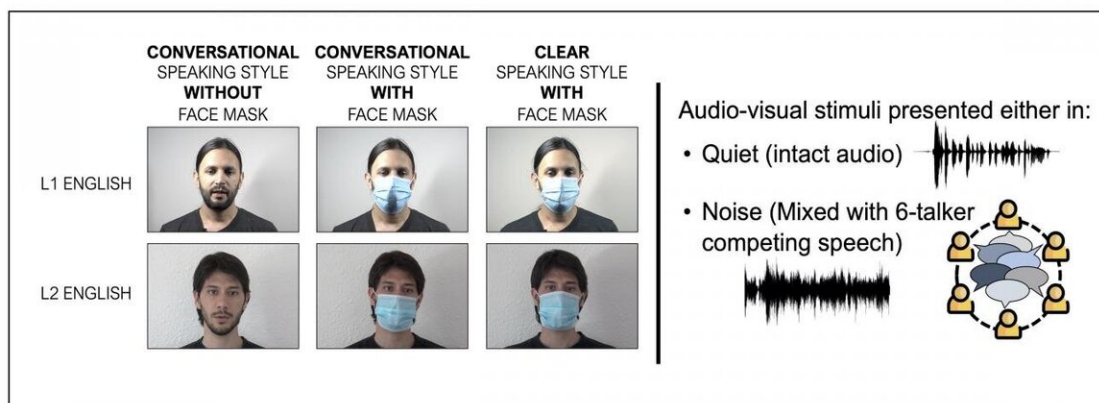 CONVERSATIONAL
SPEAKING STYLE
WITHOUT
FACE MASK
CONVERSATIONAL
SPEAKING STYLE
WITH
FACE MASK
CLEAR
SPEAKING STYLE
WITH
FACE MASK
L1 ENGLISH
L2 ENGLISH
Audio-visual stimuli presented either in:
• Quiet (intact audio)
• Noise (Mixed with 6-talker
competing speech)